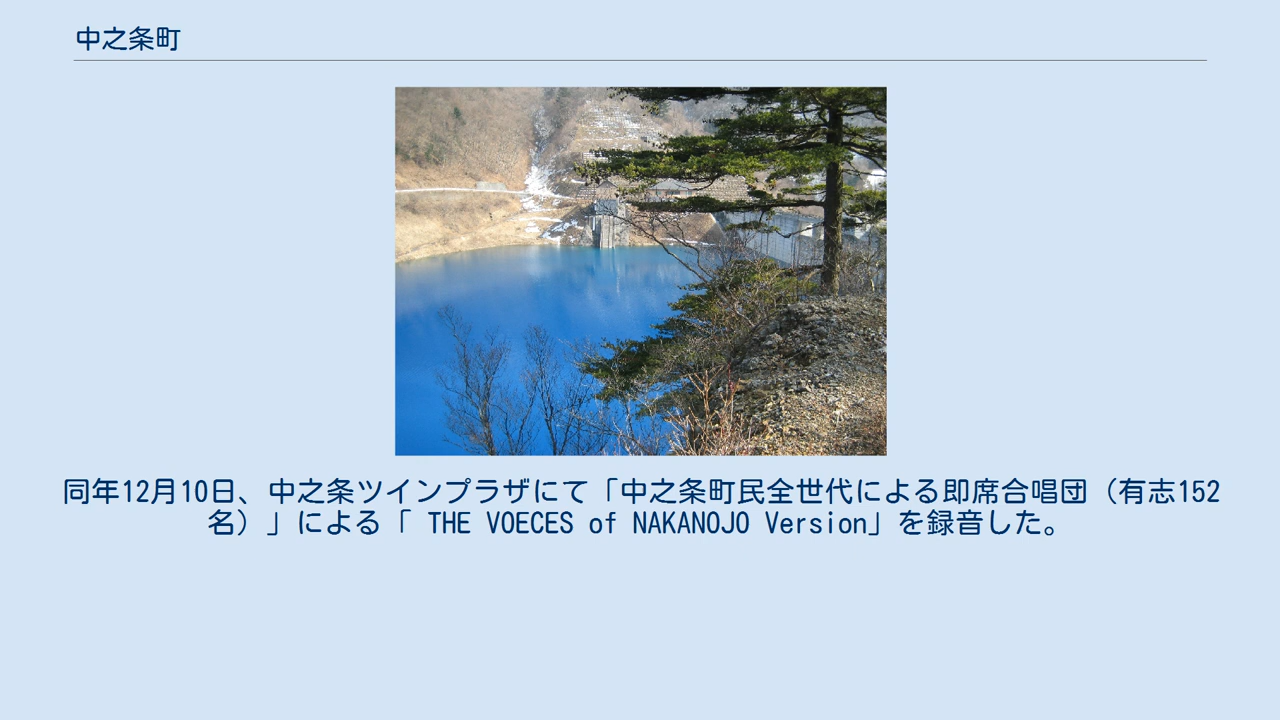 中之条町
同年12月10日、中之条ツインプラザにて「中之条町民全世代による即席合唱団（有志152
名）」による「 THE VOECES of NAKANOJO Version」を録音した。